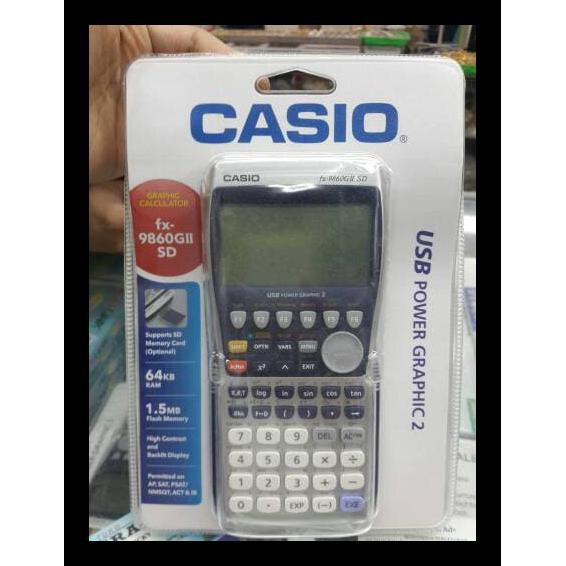 CASIO®
CASIO fx-9860GII SD
GRAPHIC
CALCULATOR
fx-
9860GII
SD
Supports SD
Memory Card
(Optional)
64KB
RAM
1.5MB
Flash Memory
High Contrast
and
Backlit Display
Permitted on
AP, SAT, PSAT/
NMSQT, ACT & IB
USB POWER GRAPHIC 2
USB POWER GRAPHIC 2
F1 F2 F3 F4 F5 F6
SHIFT OPTN VARS MENU
ALPHA x² ^ EXIT
X,θ,T log ln sin cos tan
F↔D ( ) , →
7 8 9 DEL AC/ON
4 5 6 × ÷
1 2 3 + −
0 . EXP (−) EXE